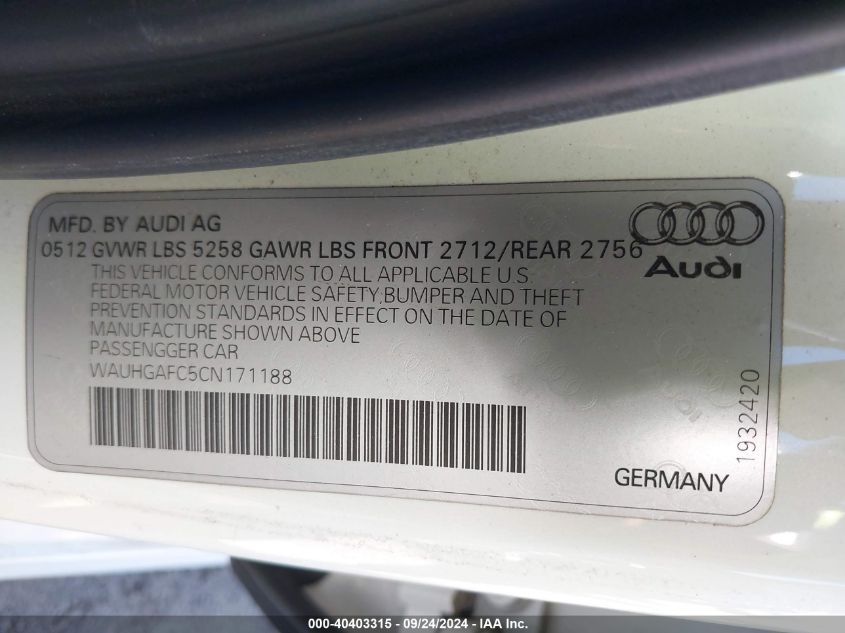 MFD. BY AUDI AG
0512 GVWR LBS 5258 GAWR LBS FRONT 2712/REAR 2756
THIS VEHICLE CONFORMS TO ALL APPLICABLE U.S.
FEDERAL MOTOR VEHICLE SAFETY,BUMPER AND THEFT
PREVENTION STANDARDS IN EFFECT ON THE DATE OF
MANUFACTURE SHOWN ABOVE
PASSENGGER CAR
WAUHGAFC5CN171188
Audi
1932420
GERMANY
000-40403315 - 09/24/2024 - IAA Inc.